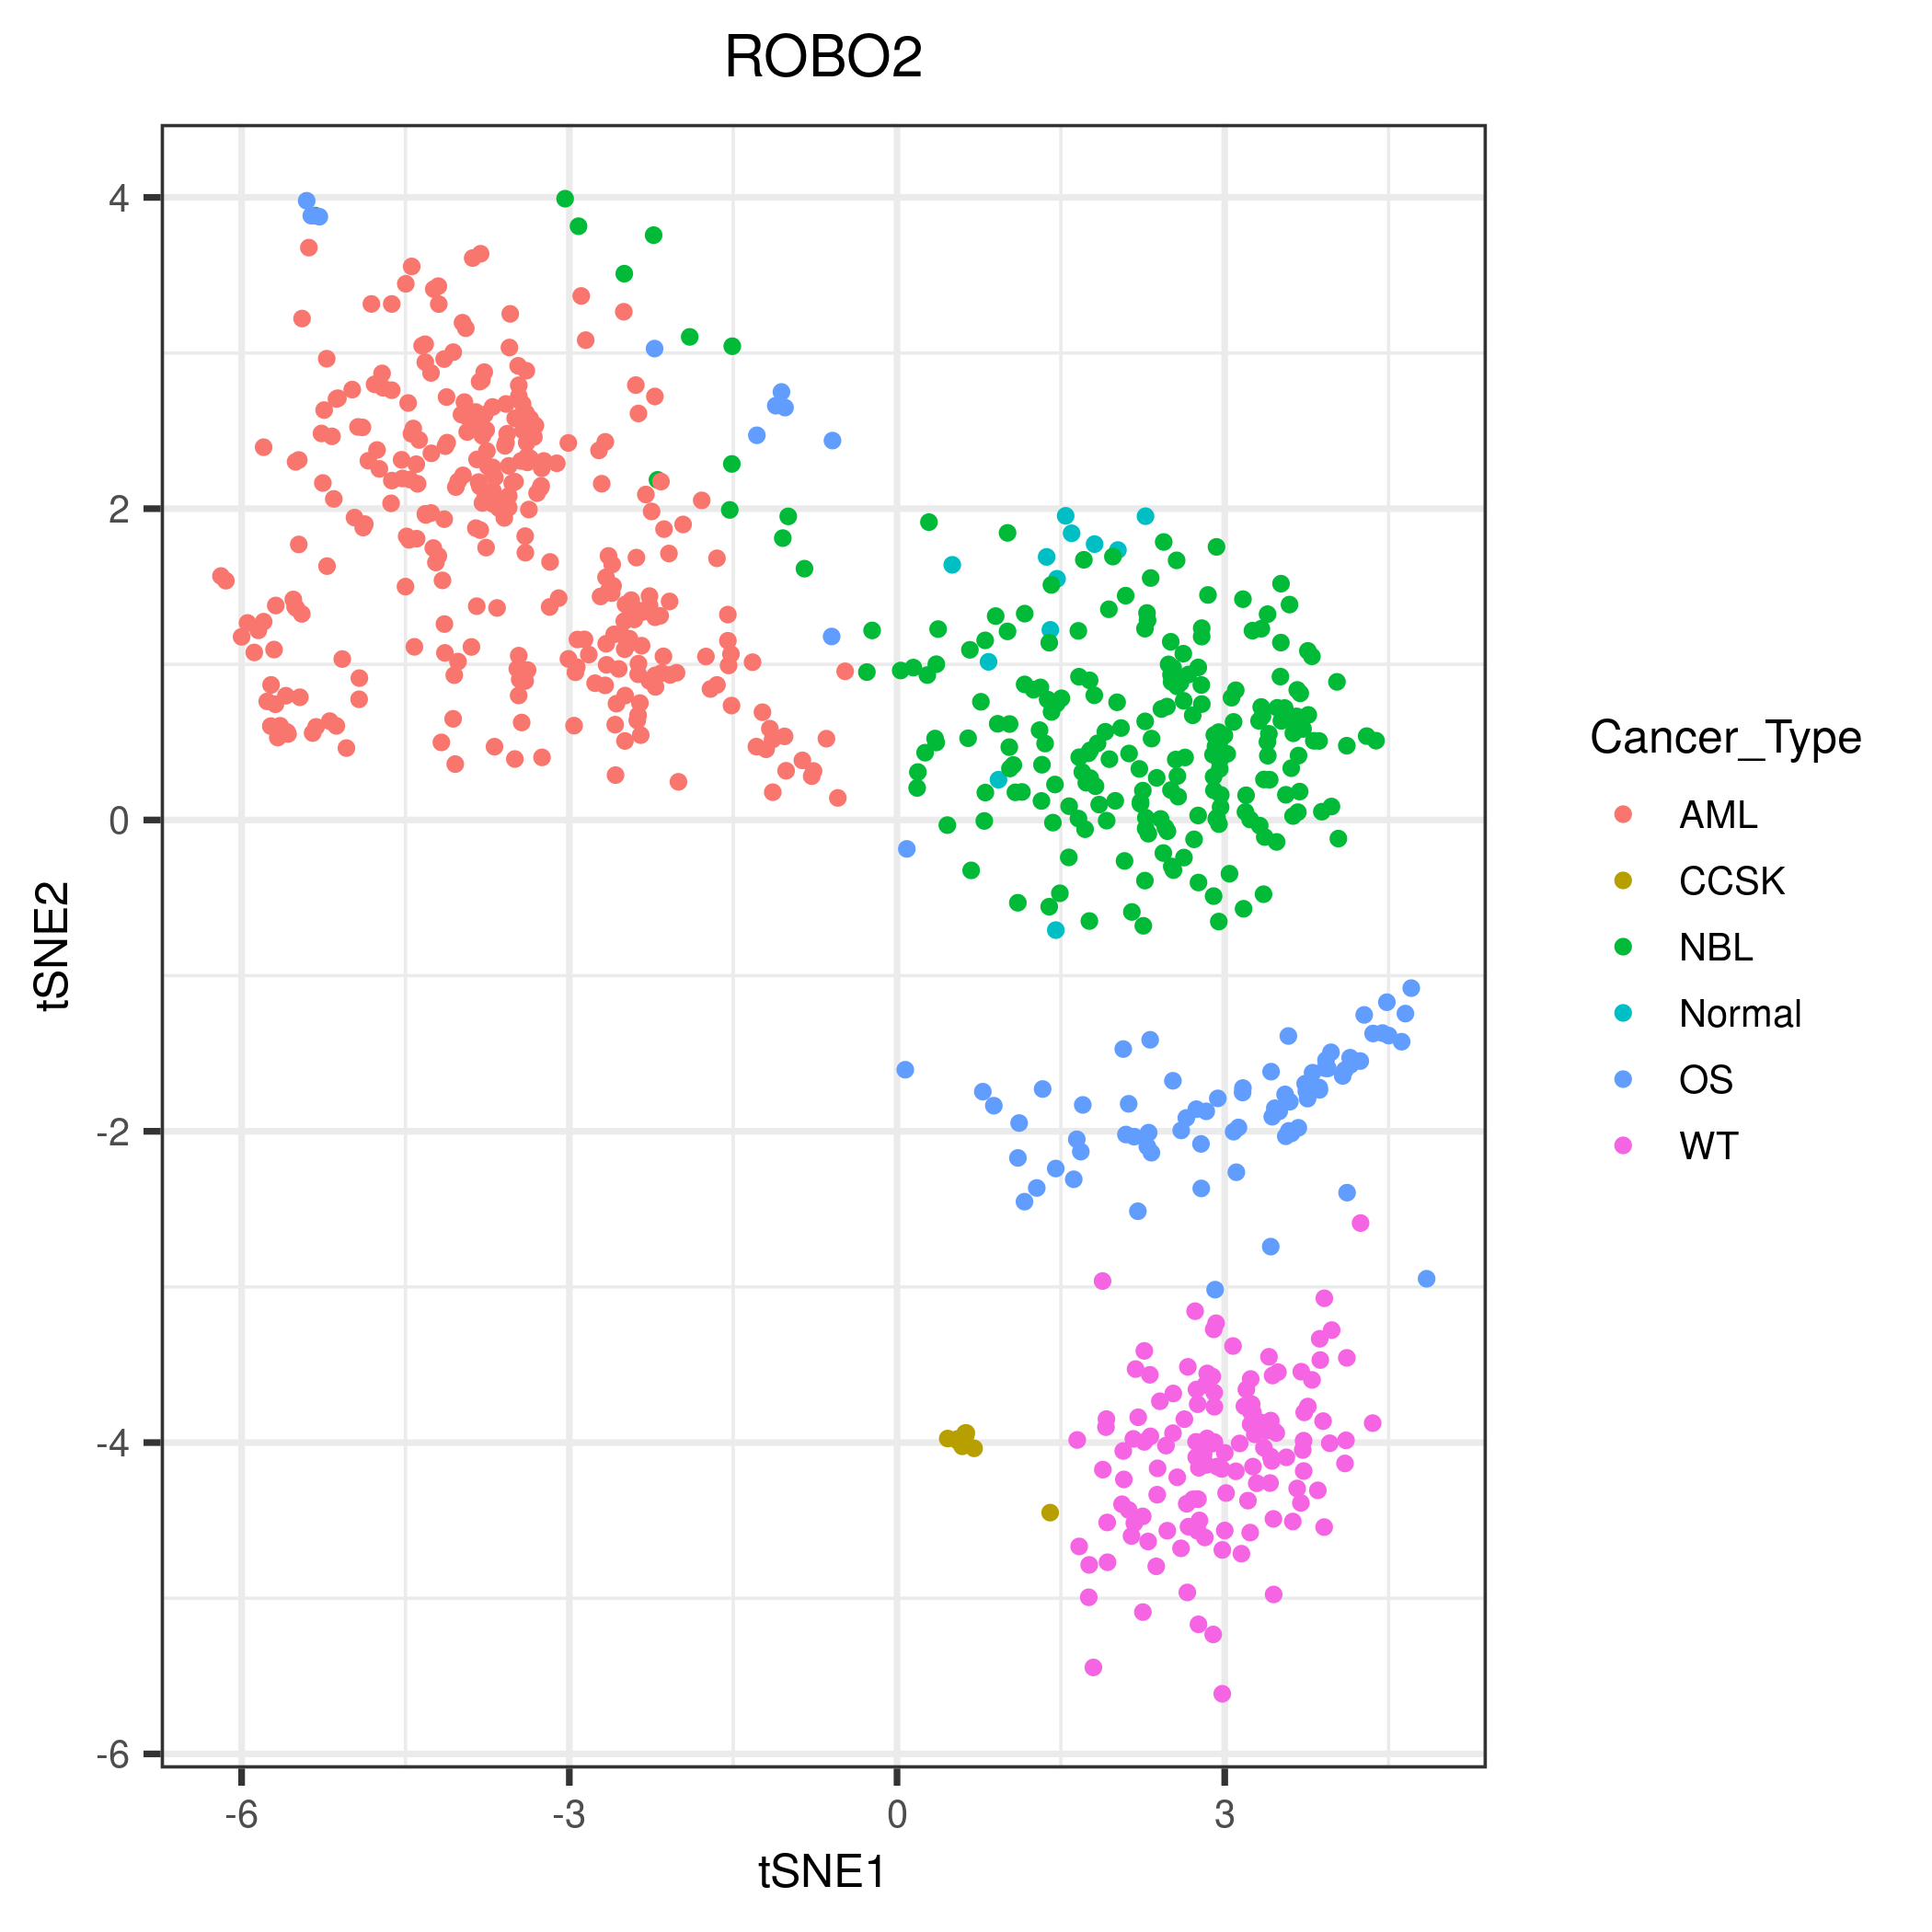 ROBO2
4
2
0
-2
-4
-6
-6 -3 0 3
tSNE1
tSNE2
Cancer_Type
AML
CCSK
NBL
Normal
OS
WT